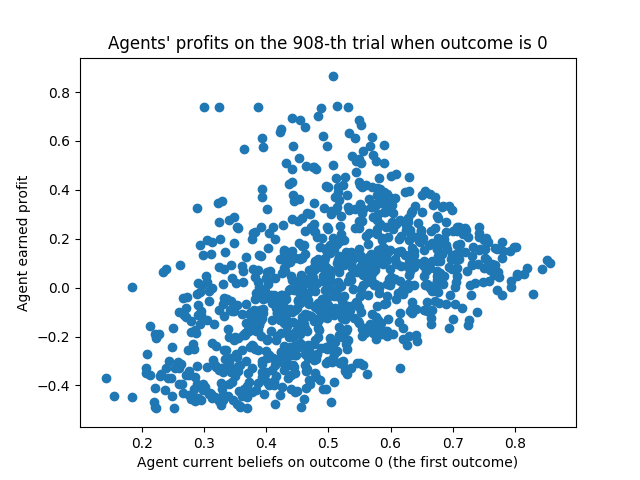 Agents' profits on the 908-th trial when outcome is 0
0.8
0.6
0.4
0.2
0.0
−0.2
−0.4
Agent earned profit
0.2 0.3 0.4 0.5 0.6 0.7 0.8
Agent current beliefs on outcome 0 (the first outcome)